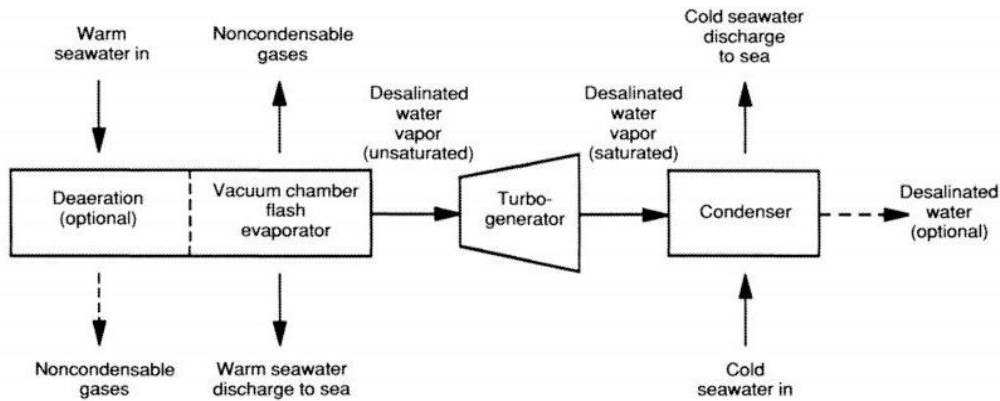 Warm
seawater in
Noncondensable
gases
Cold seawater
discharge
to sea
Desalinated
water
vapor
(unsaturated)
Desalinated
water
vapor
(saturated)
Deaeration
(optional)
Vacuum chamber
flash
evaporator
Turbo-
generator
Condenser
Desalinated
water
(optional)
Noncondensable
gases
Warm seawater
discharge to sea
Cold
seawater in